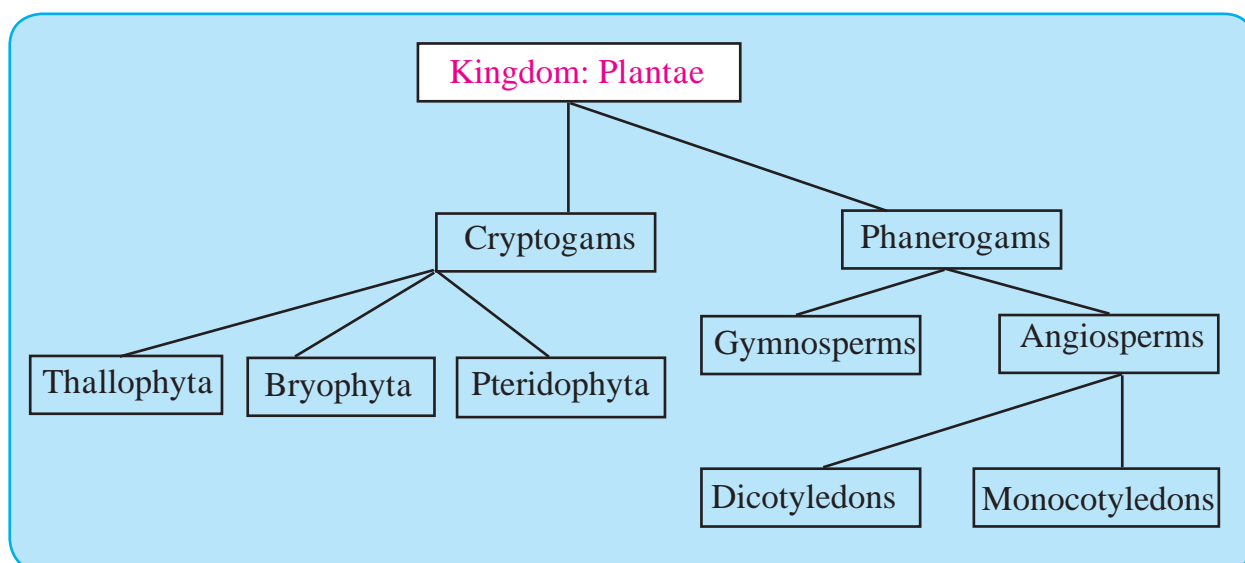 Kingdom: Plantae
Cryptogams
Phanerogams
Thallophyta
Bryophyta
Pteridophyta
Gymnosperms
Angiosperms
Dicotyledons
Monocotyledons